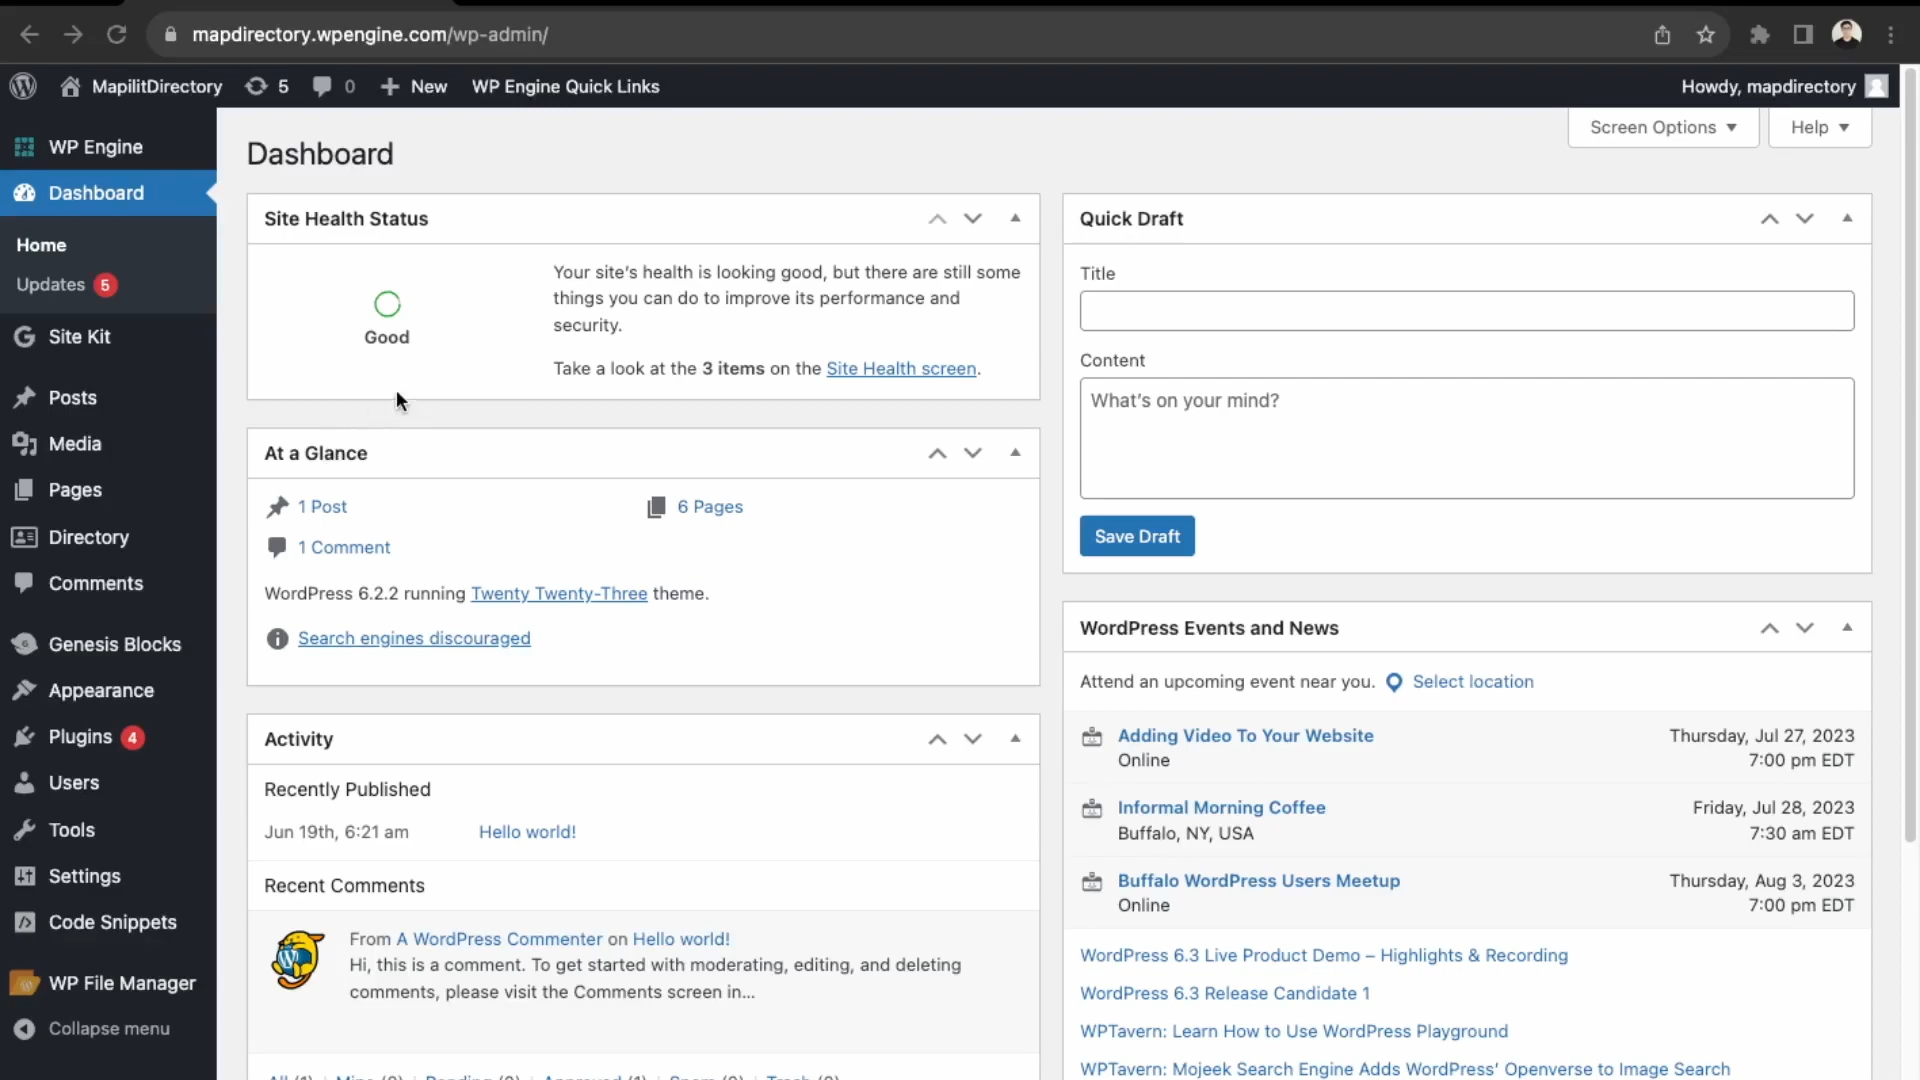 mapdirectory.wpengine.com/wp-admin/
MapilitDirectory 5 0 New WP Engine Quick Links Howdy, mapdirectory
WP Engine
Dashboard
Home
Updates 5
Site Kit
Posts
Media
Pages
Directory
Comments
Genesis Blocks
Appearance
Plugins 4
Users
Tools
Settings
Code Snippets
WP File Manager
Collapse menu
Screen Options Help
Dashboard
Site Health Status
Good
Your site's health is looking good, but there are still some
things you can do to improve its performance and
security.
Take a look at the 3 items on the Site Health screen.
At a Glance
1 Post 6 Pages
1 Comment
WordPress 6.2.2 running Twenty Twenty-Three theme.
Search engines discouraged
Activity
Recently Published
Jun 19th, 6:21 am Hello world!
Recent Comments
From A WordPress Commenter on Hello world!
Hi, this is a comment. To get started with moderating, editing, and deleting
comments, please visit the Comments screen in...
All (1) | Mine (0) | Pending (0) | Approved (1) | Spam (0) | Trash (0)
Quick Draft
Title
Content
What's on your mind?
Save Draft
WordPress Events and News
Attend an upcoming event near you. Select location
Adding Video To Your Website Thursday, Jul 27, 2023
Online 7:00 pm EDT
Informal Morning Coffee Friday, Jul 28, 2023
Buffalo, NY, USA 7:30 am EDT
Buffalo WordPress Users Meetup Thursday, Aug 3, 2023
Online 7:00 pm EDT
WordPress 6.3 Live Product Demo – Highlights & Recording
WordPress 6.3 Release Candidate 1
WPTavern: Learn How to Use WordPress Playground
WPTavern: Mojeek Search Engine Adds WordPress' Openverse to Image Search